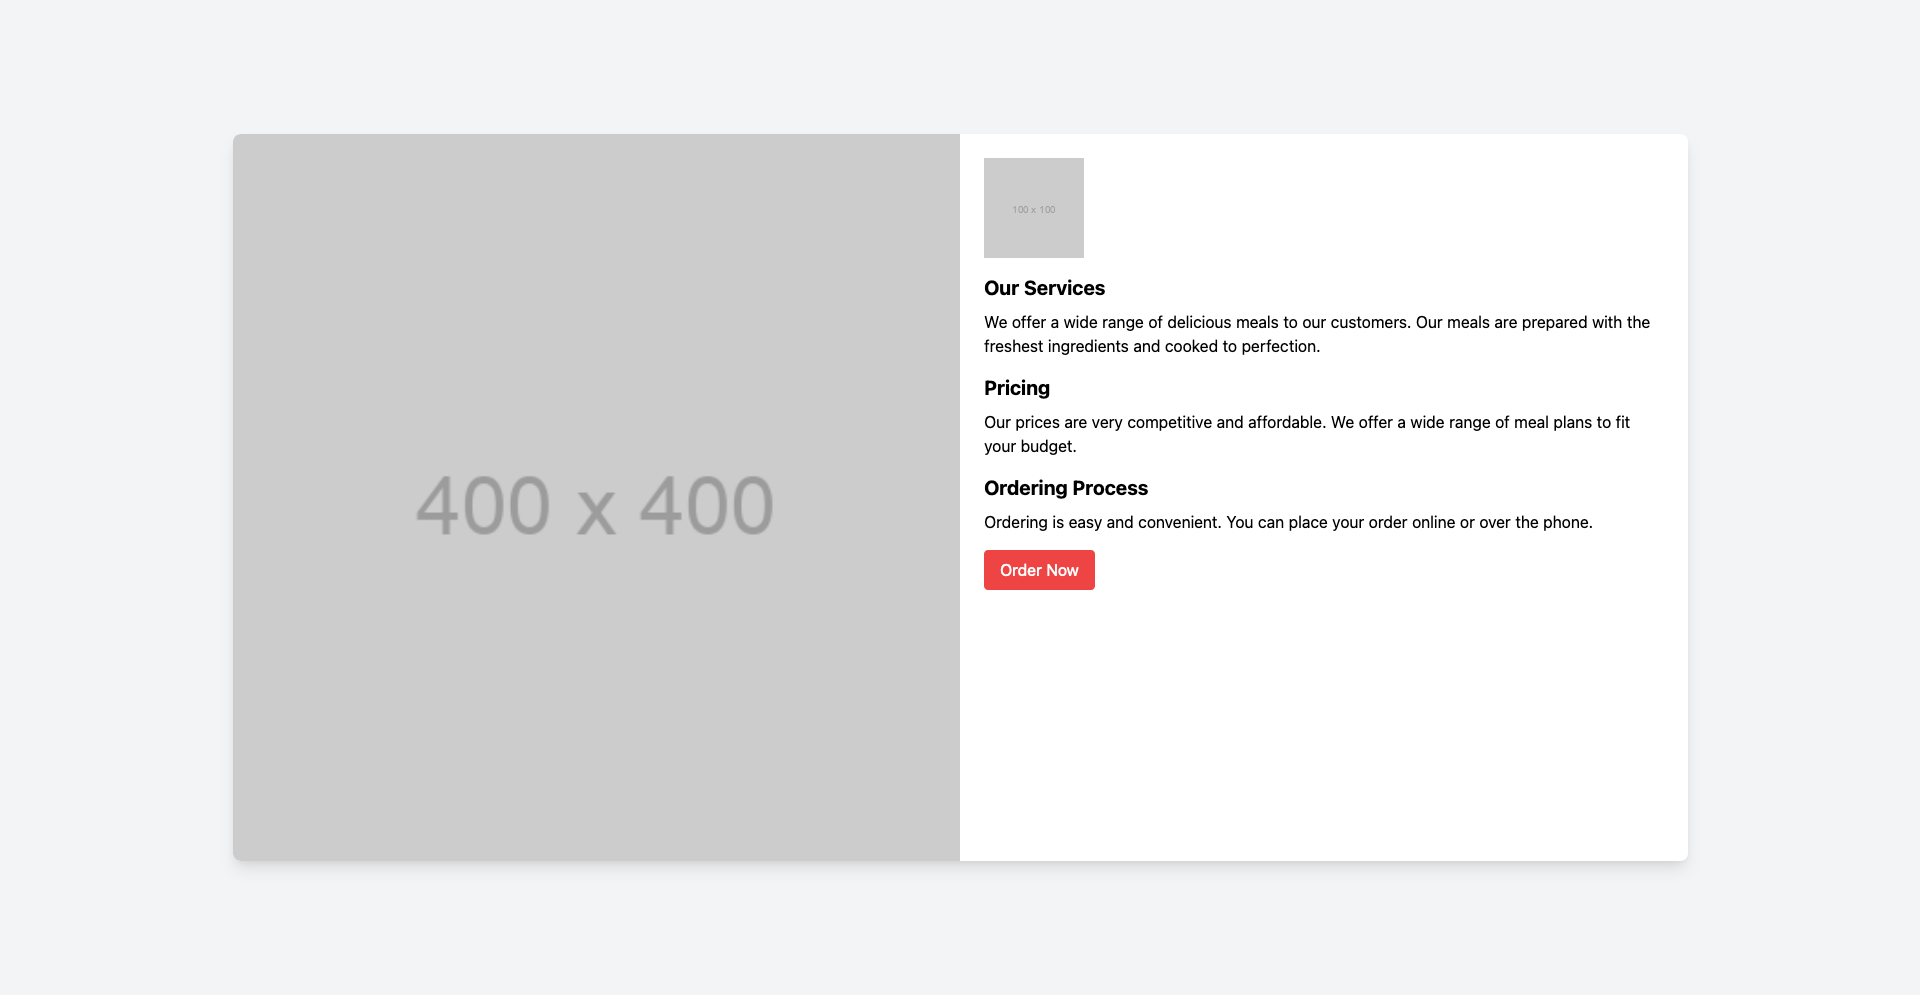 400 x 400
100 x 100
Our Services
We offer a wide range of delicious meals to our customers. Our meals are prepared with the
freshest ingredients and cooked to perfection.
Pricing
Our prices are very competitive and affordable. We offer a wide range of meal plans to fit
your budget.
Ordering Process
Ordering is easy and convenient. You can place your order online or over the phone.
Order Now